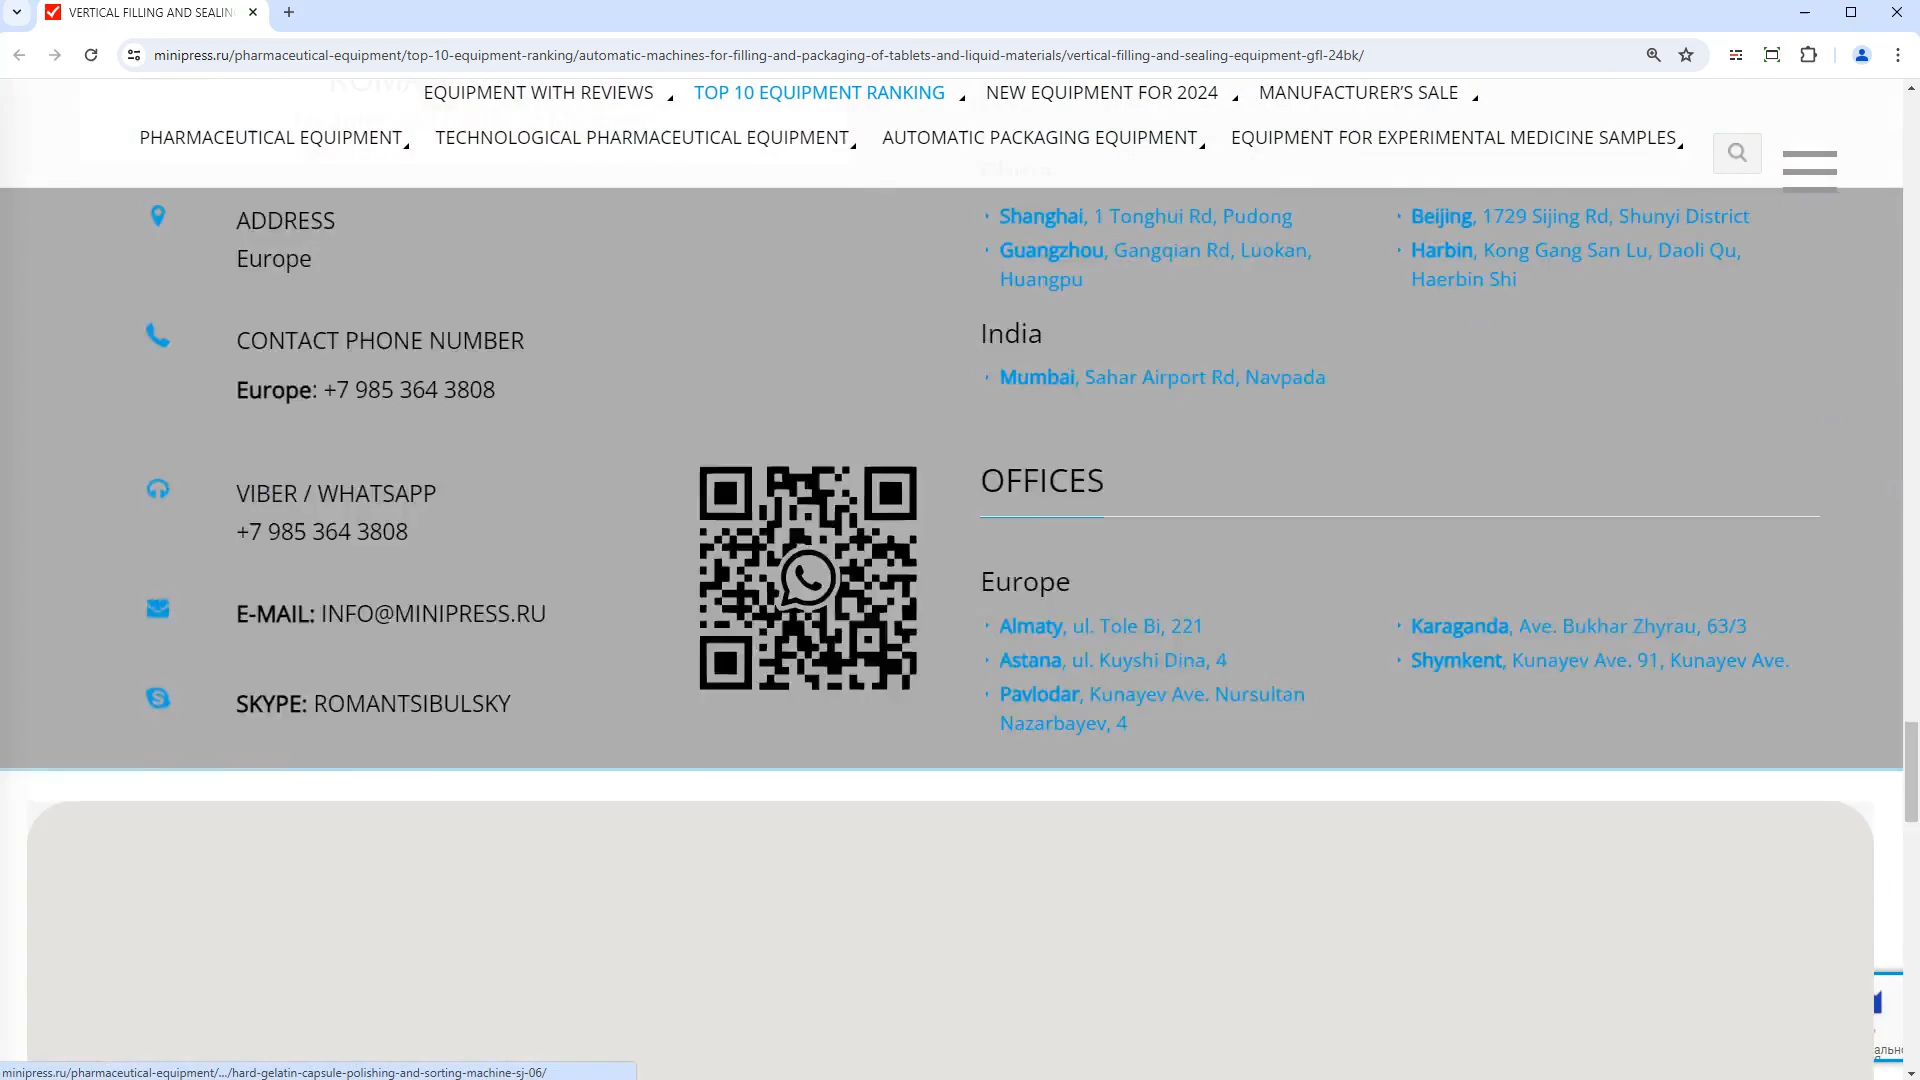 VERTICAL FILLING AND SEALIN
minipress.ru/pharmaceutical-equipment/top-10-equipment-ranking/automatic-machines-for-filling-and-packaging-of-tablets-and-liquid-materials/vertical-filling-and-sealing-equipment-gfl-24bk/
EQUIPMENT WITH REVIEWS TOP 10 EQUIPMENT RANKING NEW EQUIPMENT FOR 2024 MANUFACTURER'S SALE
PHARMACEUTICAL EQUIPMENT TECHNOLOGICAL PHARMACEUTICAL EQUIPMENT AUTOMATIC PACKAGING EQUIPMENT EQUIPMENT FOR EXPERIMENTAL MEDICINE SAMPLES
ADDRESS
Europe
CONTACT PHONE NUMBER
Europe: +7 985 364 3808
VIBER / WHATSAPP
+7 985 364 3808
E-MAIL: INFO@MINIPRESS.RU
SKYPE: ROMANTSIBULSKY
Shanghai, 1 Tonghui Rd, Pudong
Guangzhou, Gangqian Rd, Luokan,
Huangpu
Beijing, 1729 Sijing Rd, Shunyi District
Harbin, Kong Gang San Lu, Daoli Qu,
Haerbin Shi
India
Mumbai, Sahar Airport Rd, Navpada
OFFICES
Europe
Almaty, ul. Tole Bi, 221
Astana, ul. Kuyshi Dina, 4
Pavlodar, Kunayev Ave. Nursultan
Nazarbayev, 4
Karaganda, Ave. Bukhar Zhyrau, 63/3
Shymkent, Kunayev Ave. 91, Kunayev Ave.
minipress.ru/pharmaceutical-equipment/.../hard-gelatin-capsule-polishing-and-sorting-machine-sj-06/